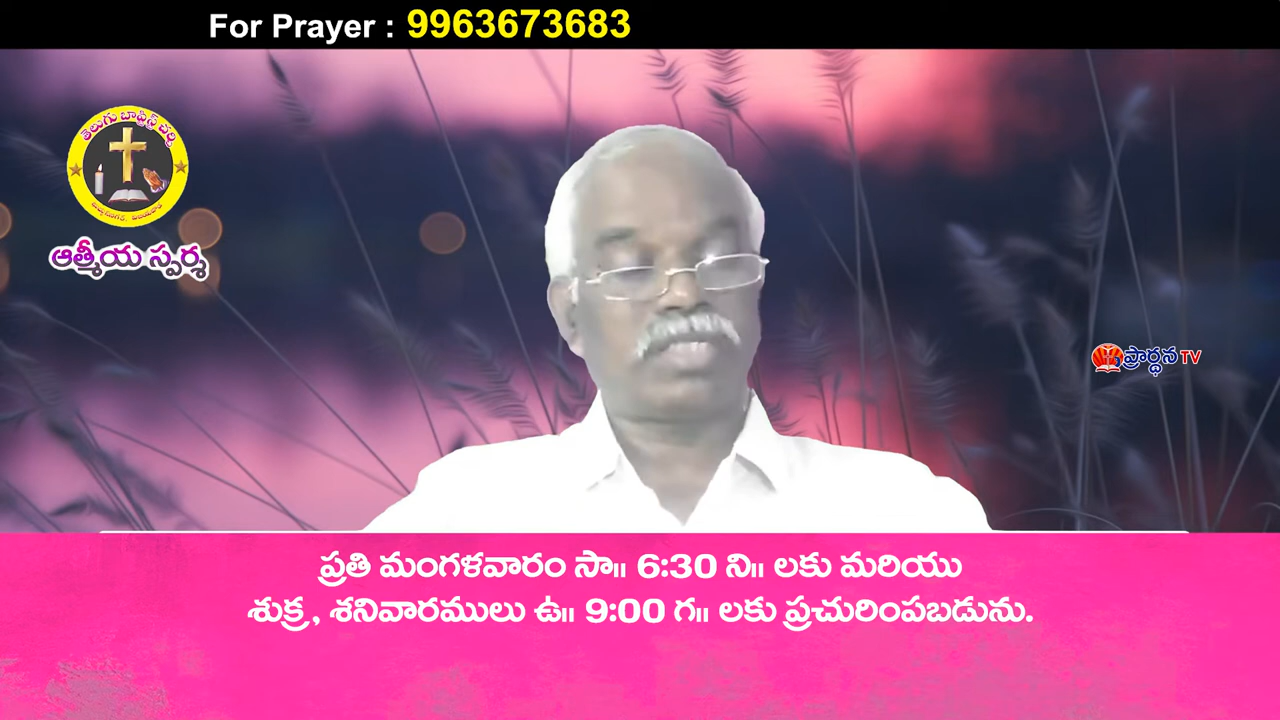 For Prayer : 9963673683
తెలుగు బాప్టిస్ట్ చర్చి
ఆత్మీయ స్పర్శ
ప్రార్థన TV
ప్రతి మంగళవారం సా॥ 6:30 ని॥ లకు మరియు
శుక్ర, శనివారములు ఉ॥ 9:00 గ॥ లకు ప్రచురింపబడును.